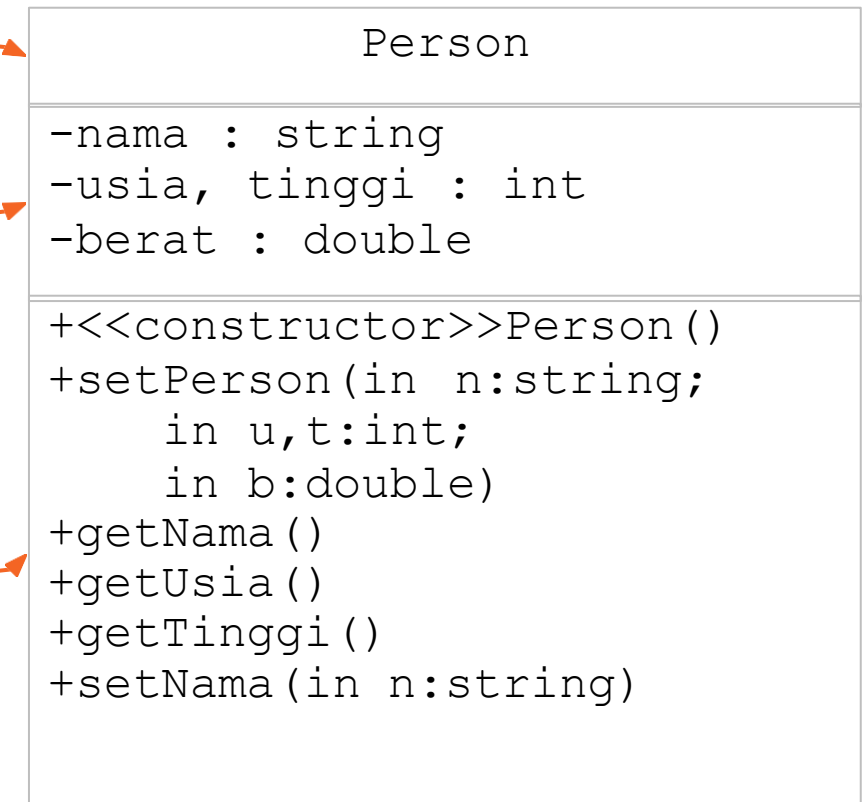 Person
-nama : string
-usia, tinggi : int
-berat : double
+<<constructor>>Person()
+setPerson(in n:string;
in u,t:int;
in b:double)
+getNama()
+getUsia()
+getTinggi()
+setNama(in n:string)